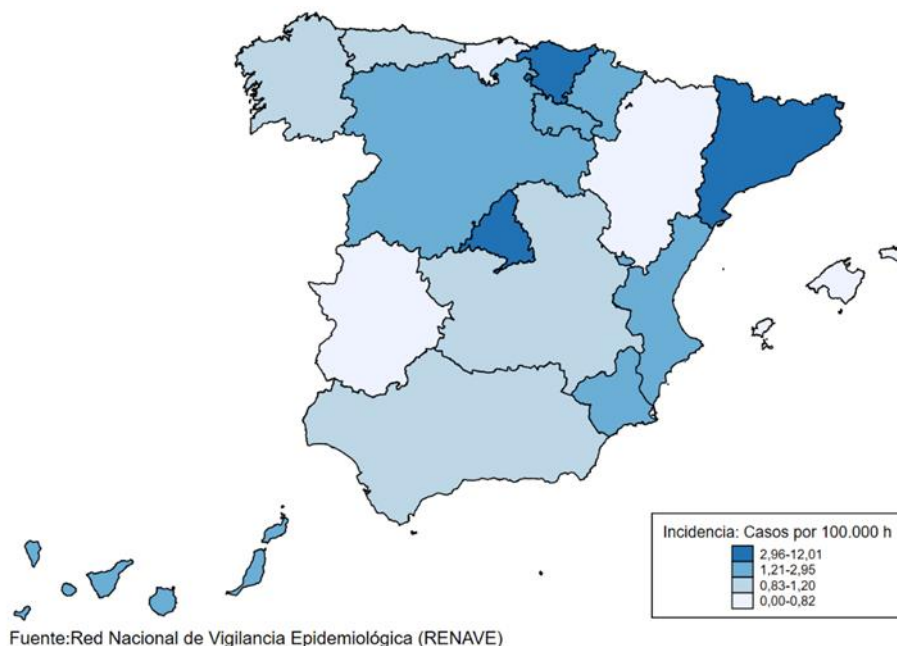 Incidencia: Casos por 100.000 h
2,96-12,01
1,21-2,95
0,83-1,20
0,00-0,82
Fuente:Red Nacional de Vigilancia Epidemiológica (RENAVE)